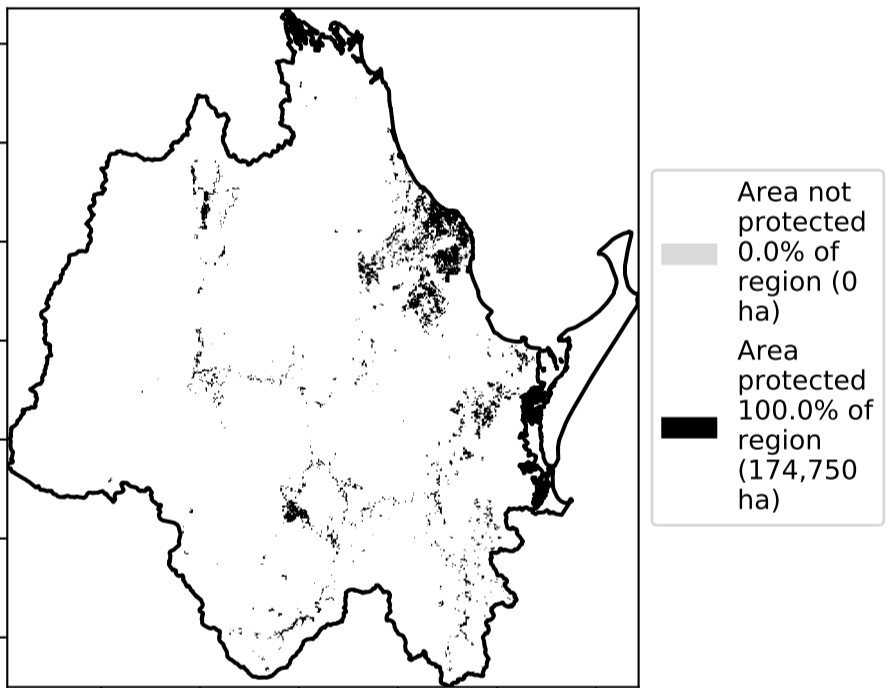 Area not
protected
0.0% of
region (0
ha)
Area
protected
100.0% of
region
(174,750
ha)